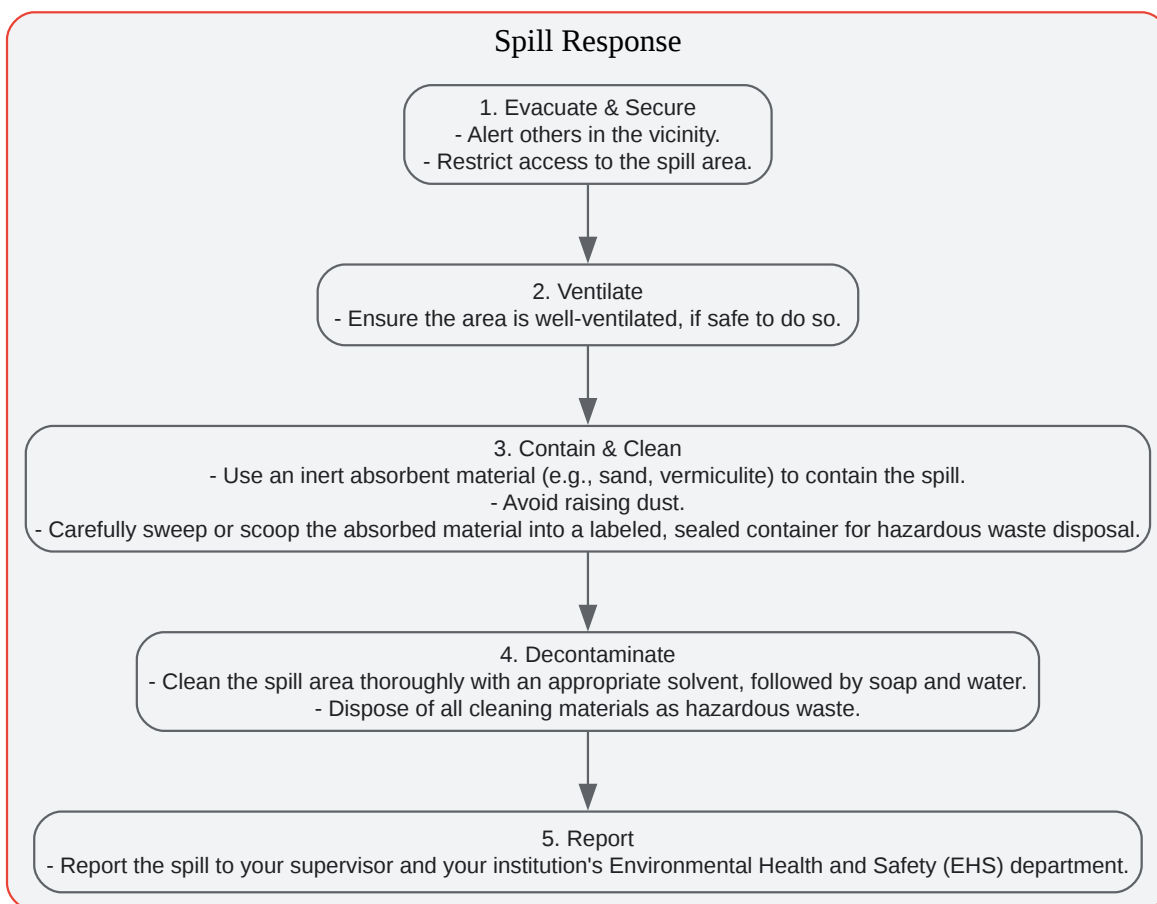 Spill Response
1. Evacuate & Secure
- Alert others in the vicinity.
- Restrict access to the spill area.
2. Ventilate
- Ensure the area is well-ventilated, if safe to do so.
3. Contain & Clean
- Use an inert absorbent material (e.g., sand, vermiculite) to contain the spill.
- Avoid raising dust.
- Carefully sweep or scoop the absorbed material into a labeled, sealed container for hazardous waste disposal.
4. Decontaminate
- Clean the spill area thoroughly with an appropriate solvent, followed by soap and water.
- Dispose of all cleaning materials as hazardous waste.
5. Report
- Report the spill to your supervisor and your institution's Environmental Health and Safety (EHS) department.